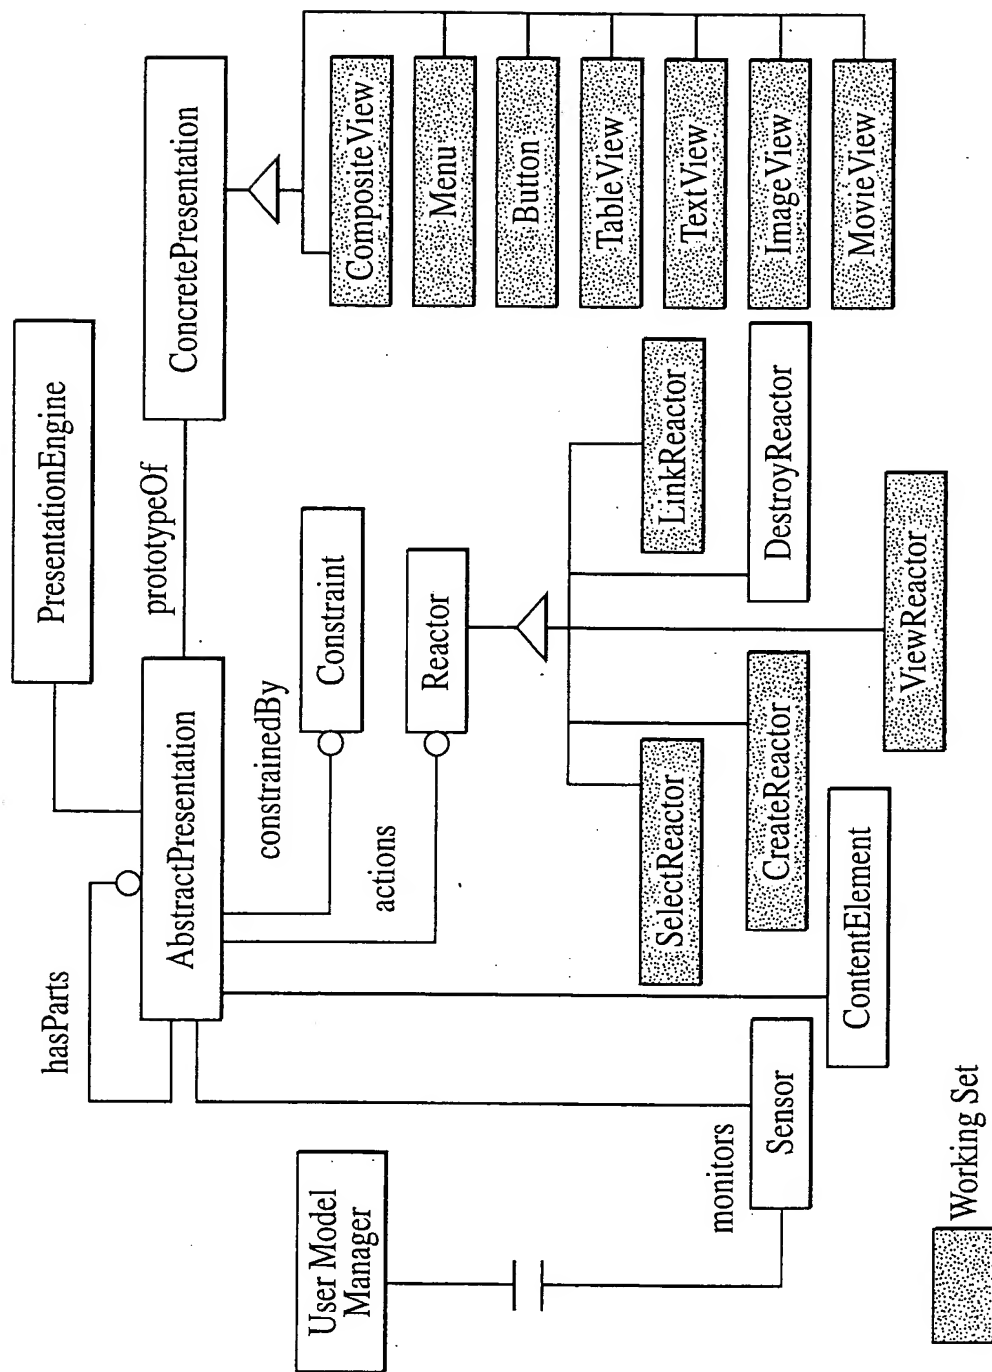 PresentationEngine
hasParts
AbstractPresentation
prototypeOf
ConcretePresentation
User Model
Manager
constrainedBy
Constraint
actions
Reactor
monitors
Sensor
ContentElement
SelectReactor
CreateReactor
ViewReactor
DestroyReactor
LinkReactor
CompositeView
Menu
Button
TableView
TextView
ImageView
MovieView
Working Set